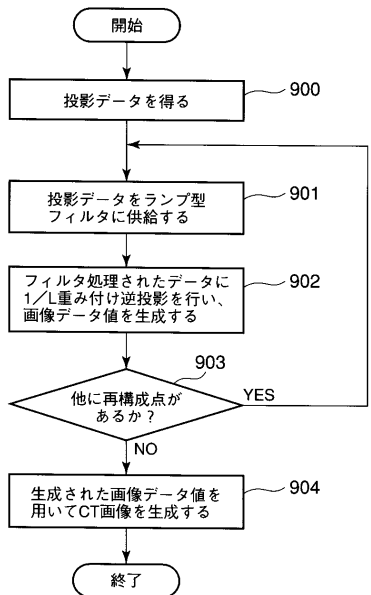 開始
投影データを得る
900
投影データをランプ型
フィルタに供給する
901
フィルタ処理されたデータに
1/L重み付け逆投影を行い、
画像データ値を生成する
902
903
他に再構成点が
あるか?
YES
NO
生成された画像データ値を
用いてCT画像を生成する
904
終了